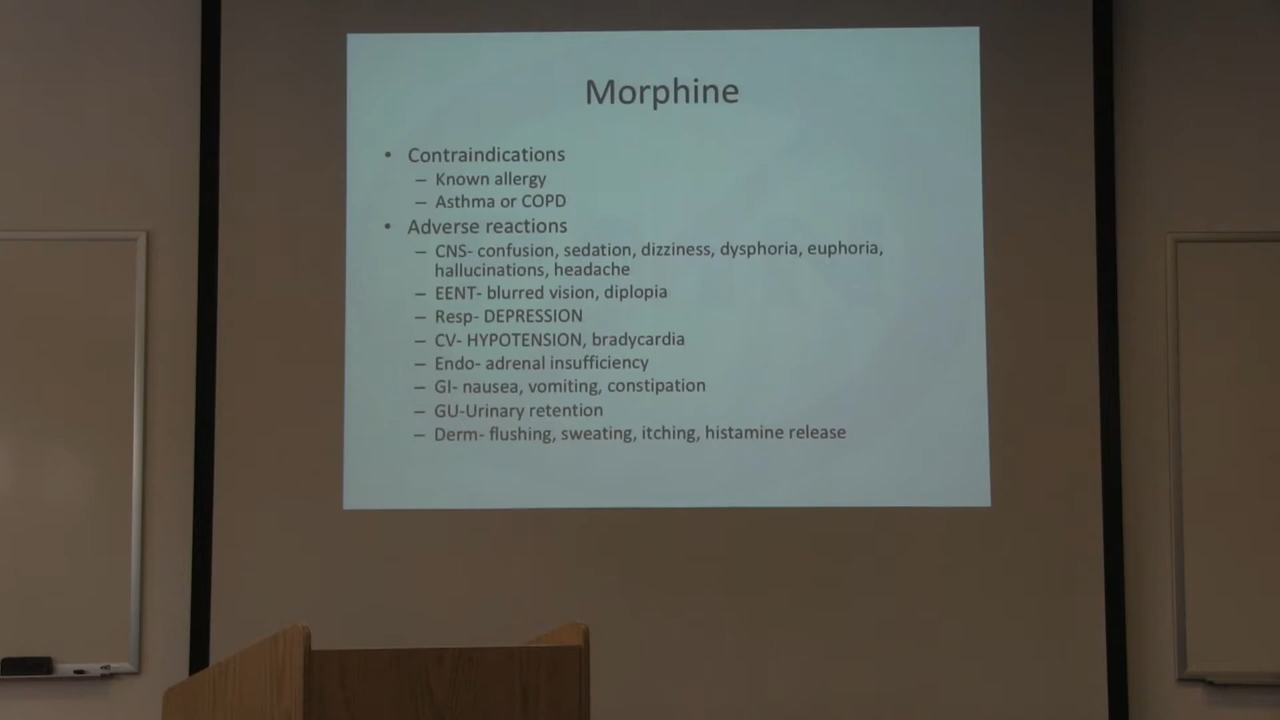 Morphine
• Contraindications
– Known allergy
– Asthma or COPD
• Adverse reactions
– CNS- confusion, sedation, dizziness, dysphoria, euphoria,
hallucinations, headache
– EENT- blurred vision, diplopia
– Resp- DEPRESSION
– CV- HYPOTENSION, bradycardia
– Endo- adrenal insufficiency
– GI- nausea, vomiting, constipation
– GU-Urinary retention
– Derm- flushing, sweating, itching, histamine release